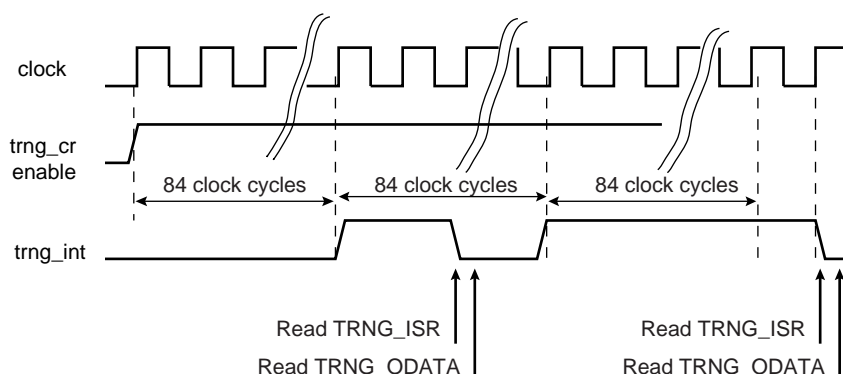 clock
trng_cr
enable
84 clock cycles
84 clock cycles
84 clock cycles
trng_int
Read TRNG_ISR
Read TRNG_ISR
Read TRNG_ODATA
Read TRNG_ODATA